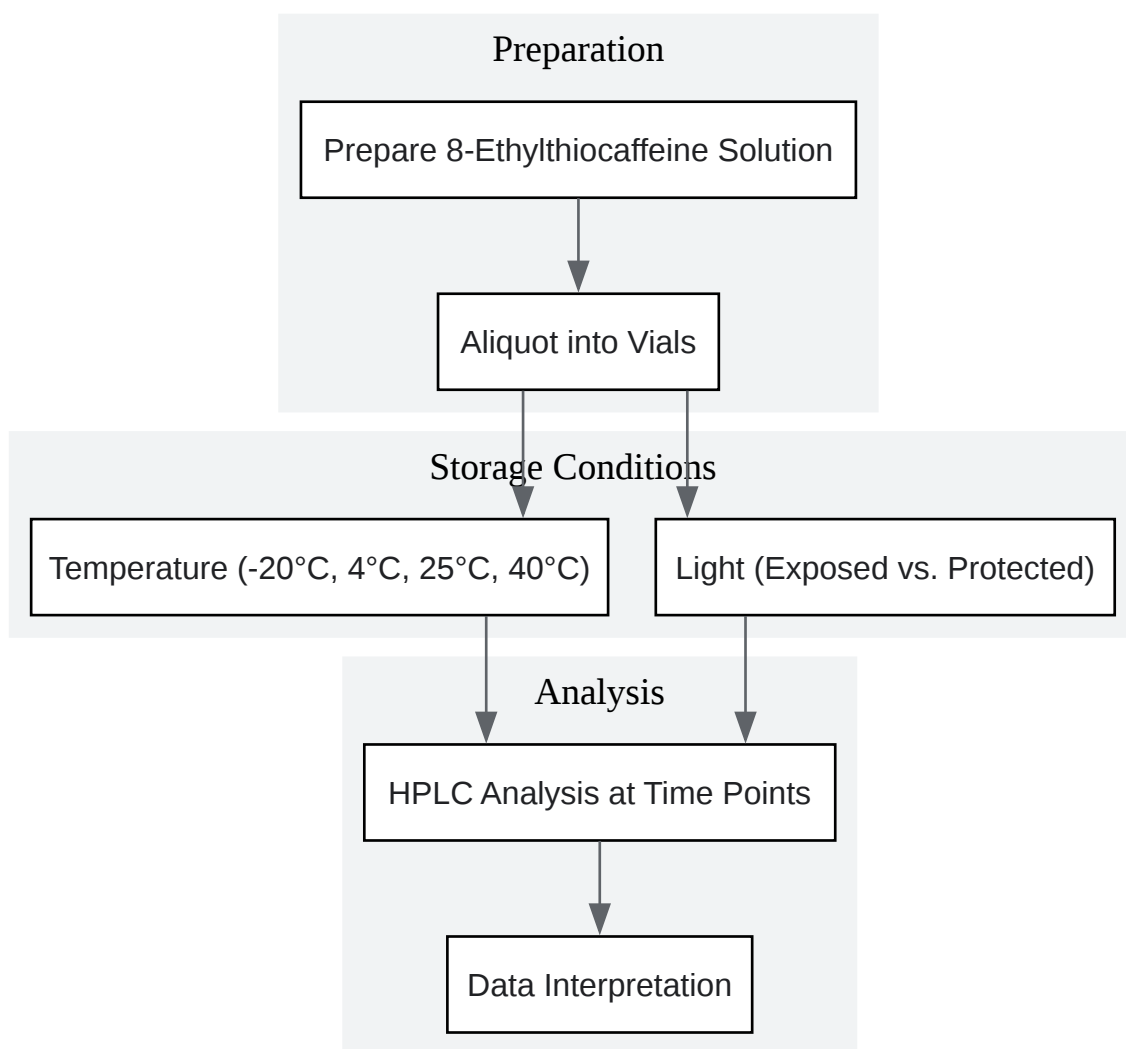 Preparation
Prepare 8-Ethylthiocaffeine Solution
Aliquot into Vials
Storage Conditions
Temperature (-20°C, 4°C, 25°C, 40°C)
Light (Exposed vs. Protected)
Analysis
HPLC Analysis at Time Points
Data Interpretation